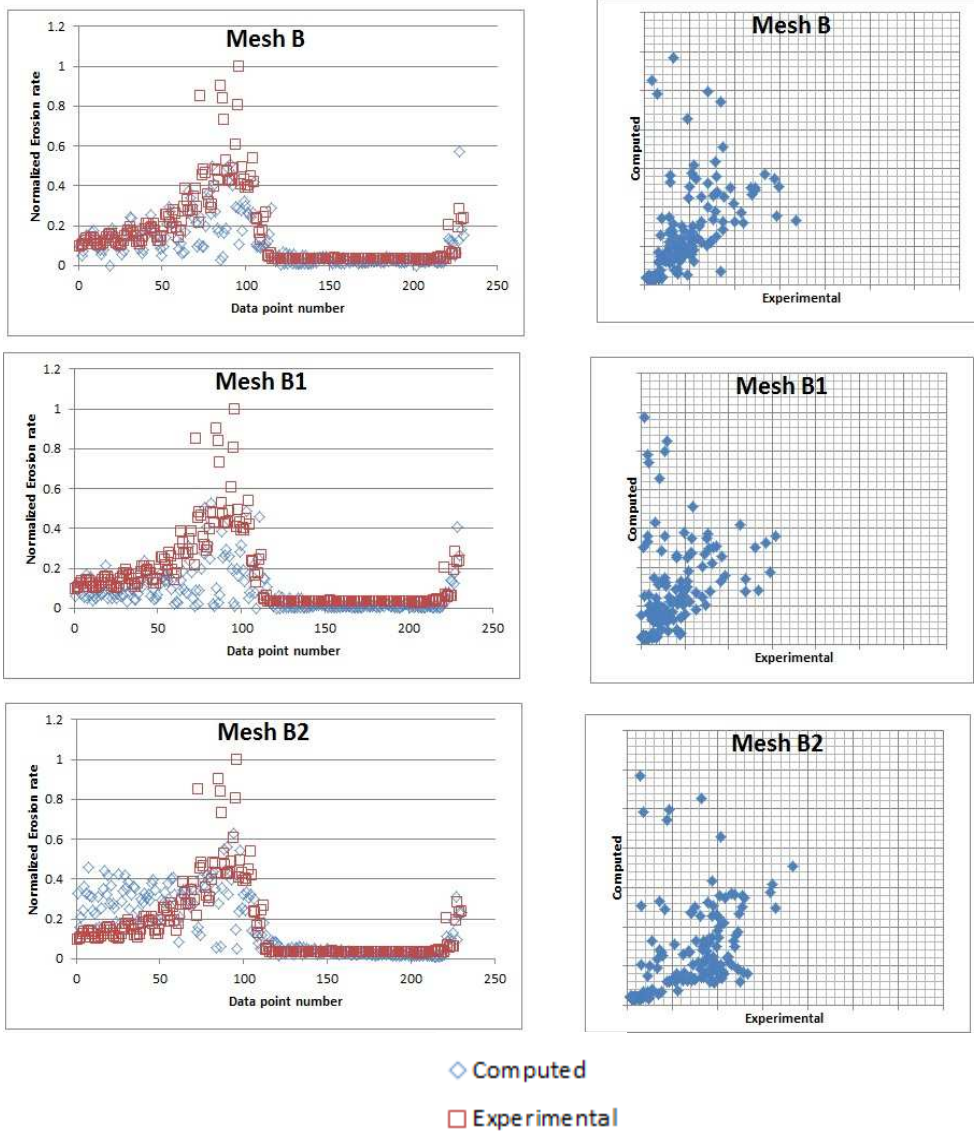 Mesh B
Normalized Erosion rate
1.2
1
0.8
0.6
0.4
0.2
0
0
50
100
150
200
250
Data point number
Mesh B
Computed
Experimental
Mesh B1
Normalized Erosion rate
1.2
1
0.8
0.6
0.4
0.2
0
0
50
100
150
200
250
Data point number
Mesh B1
Computed
Experimental
Mesh B2
Normalized Erosion rate
1.2
1
0.8
0.6
0.4
0.2
0
0
50
100
150
200
250
Data point number
Mesh B2
Computed
Experimental
Computed
Experimental